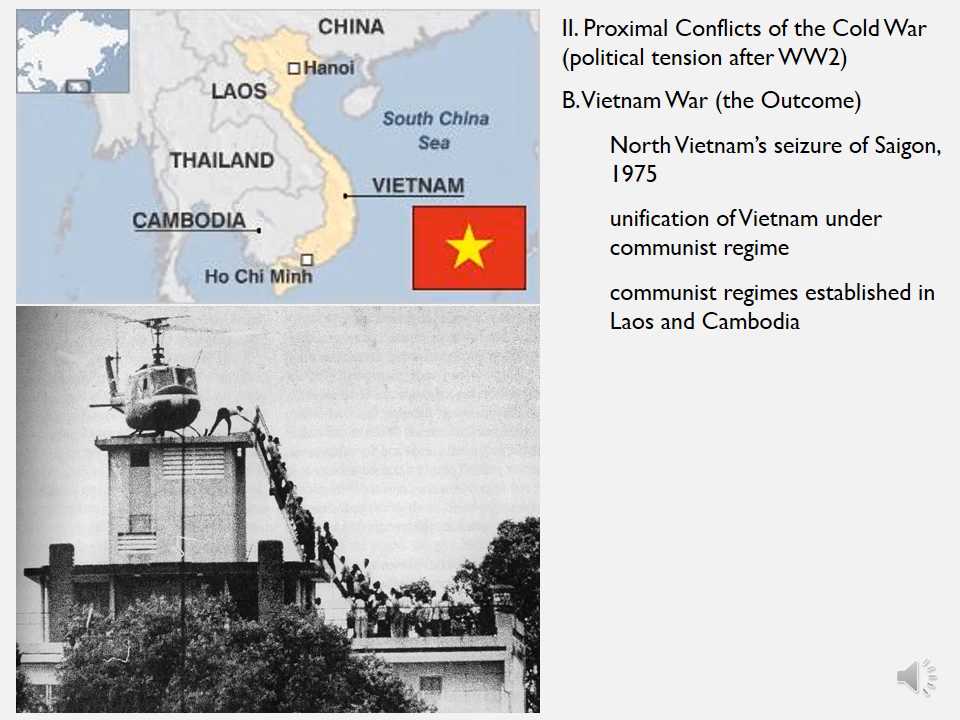 CHINA
Hanoi
LAOS
South China
Sea
THAILAND
VIETNAM
CAMBODIA
Ho Chi Minh
II. Proximal Conflicts of the Cold War
(political tension after WW2)
B. Vietnam War (the Outcome)
North Vietnam's seizure of Saigon,
1975
unification of Vietnam under
communist regime
communist regimes established in
Laos and Cambodia